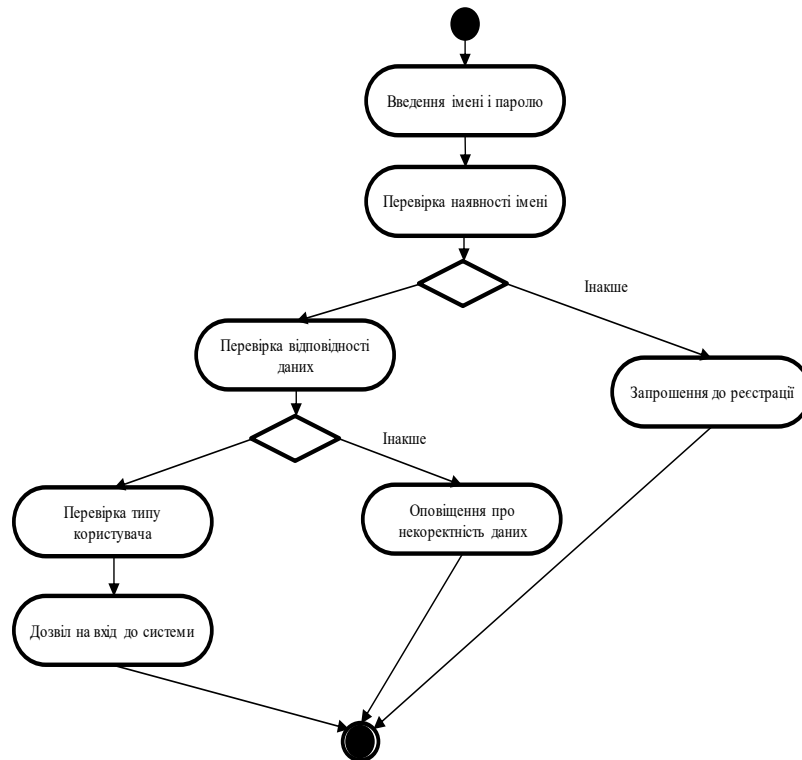 Введення імені і паролю
Перевірка наявності імені
Інакше
Перевірка відповідності
даних
Запрошення до реєстрації
Інакше
Перевірка типу
користувача
Оповіщення про
некоректність даних
Дозвіл на вхід до системи